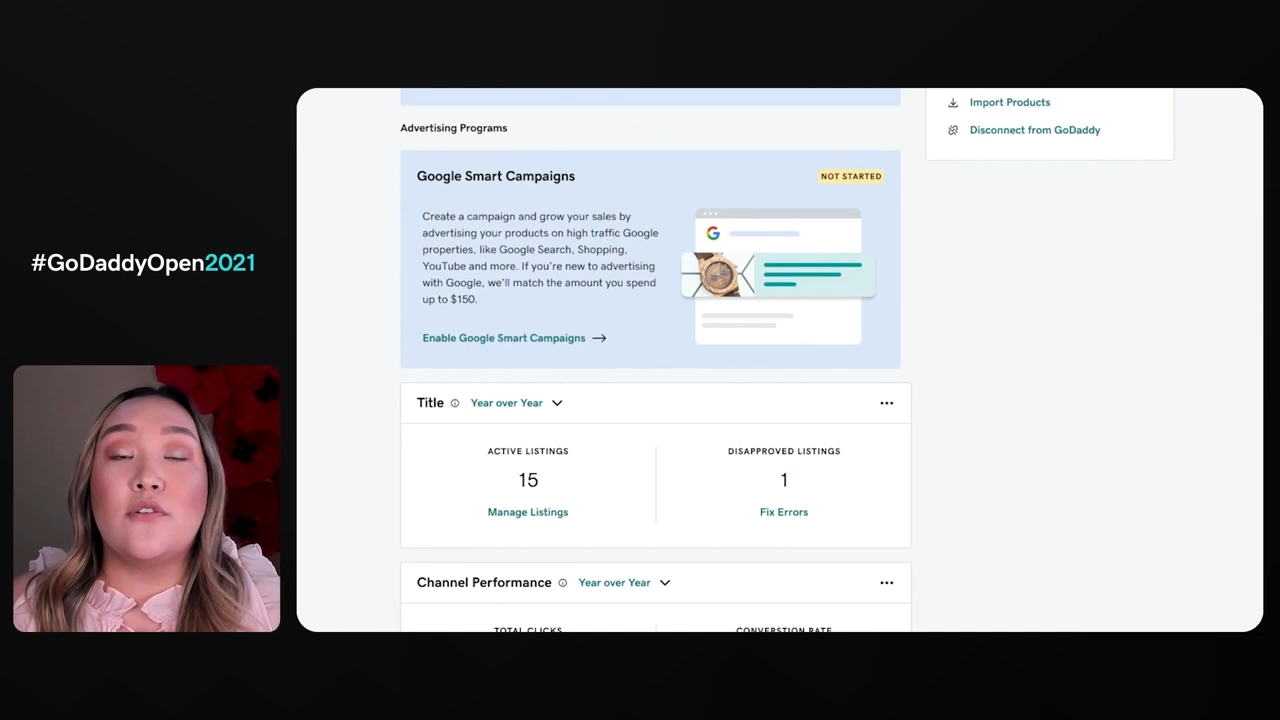 #GoDaddyOpen2021
Import Products
Disconnect from GoDaddy
Advertising Programs
Google Smart Campaigns
NOT STARTED
Create a campaign and grow your sales by
advertising your products on high traffic Google
properties, like Google Search, Shopping,
YouTube and more. If you're new to advertising
with Google, we'll match the amount you spend
up to $150.
G
Enable Google Smart Campaigns
Title
Year over Year
ACTIVE LISTINGS
15
Manage Listings
DISAPPROVED LISTINGS
1
Fix Errors
Channel Performance
Year over Year
TOTAL CLICKS
CONVERSTION RATE